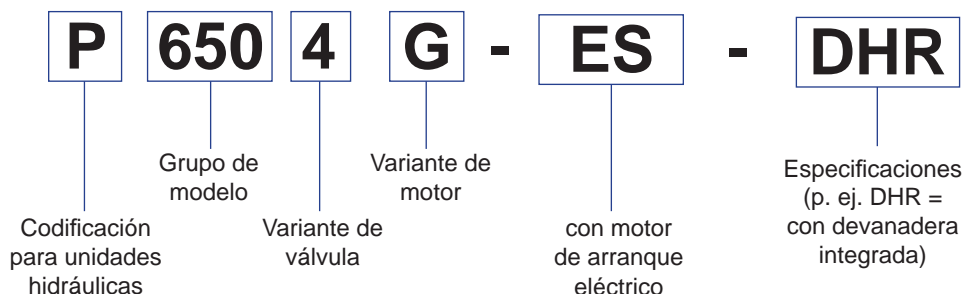 P 650 4 G - ES - DHR
Grupo de
modelo
Variante de
motor
Especificaciones
(p. ej. DHR =
con devanadera
integrada)
Codificación
para unidades
hidráulicas
Variante de
válvula
con motor
de arranque
eléctrico